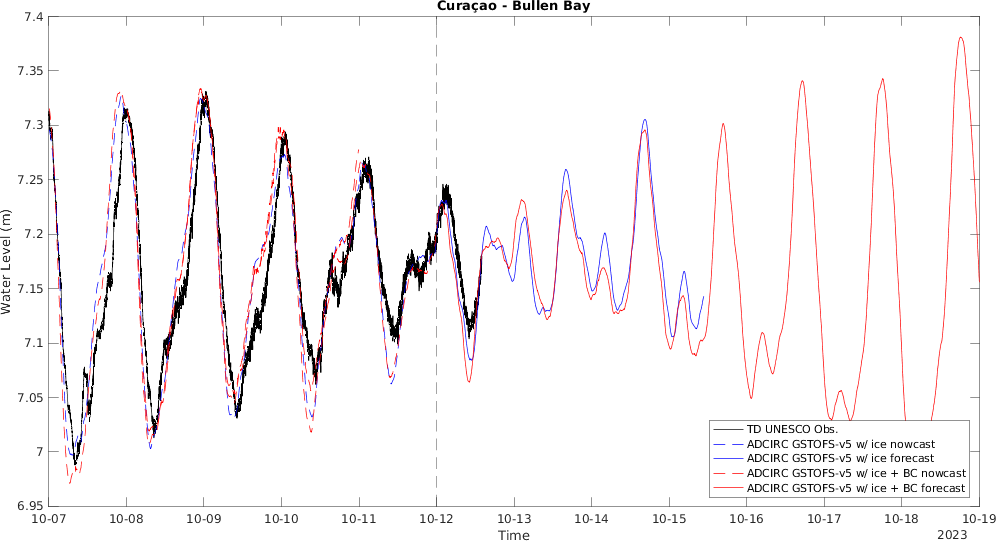 Curaçao - Bullen Bay
7.4
7.35
7.3
7.25
7.2
7.15
7.1
7.05
7
6.95
Water Level (m)
10-07 10-08 10-09 10-10 10-11 10-12 10-13 10-14 10-15 10-16 10-17 10-18 10-19
Time
2023
TD UNESCO Obs.
ADCIRC GSTOFS-v5 w/ ice nowcast
ADCIRC GSTOFS-v5 w/ ice forecast
ADCIRC GSTOFS-v5 w/ ice + BC nowcast
ADCIRC GSTOFS-v5 w/ ice + BC forecast